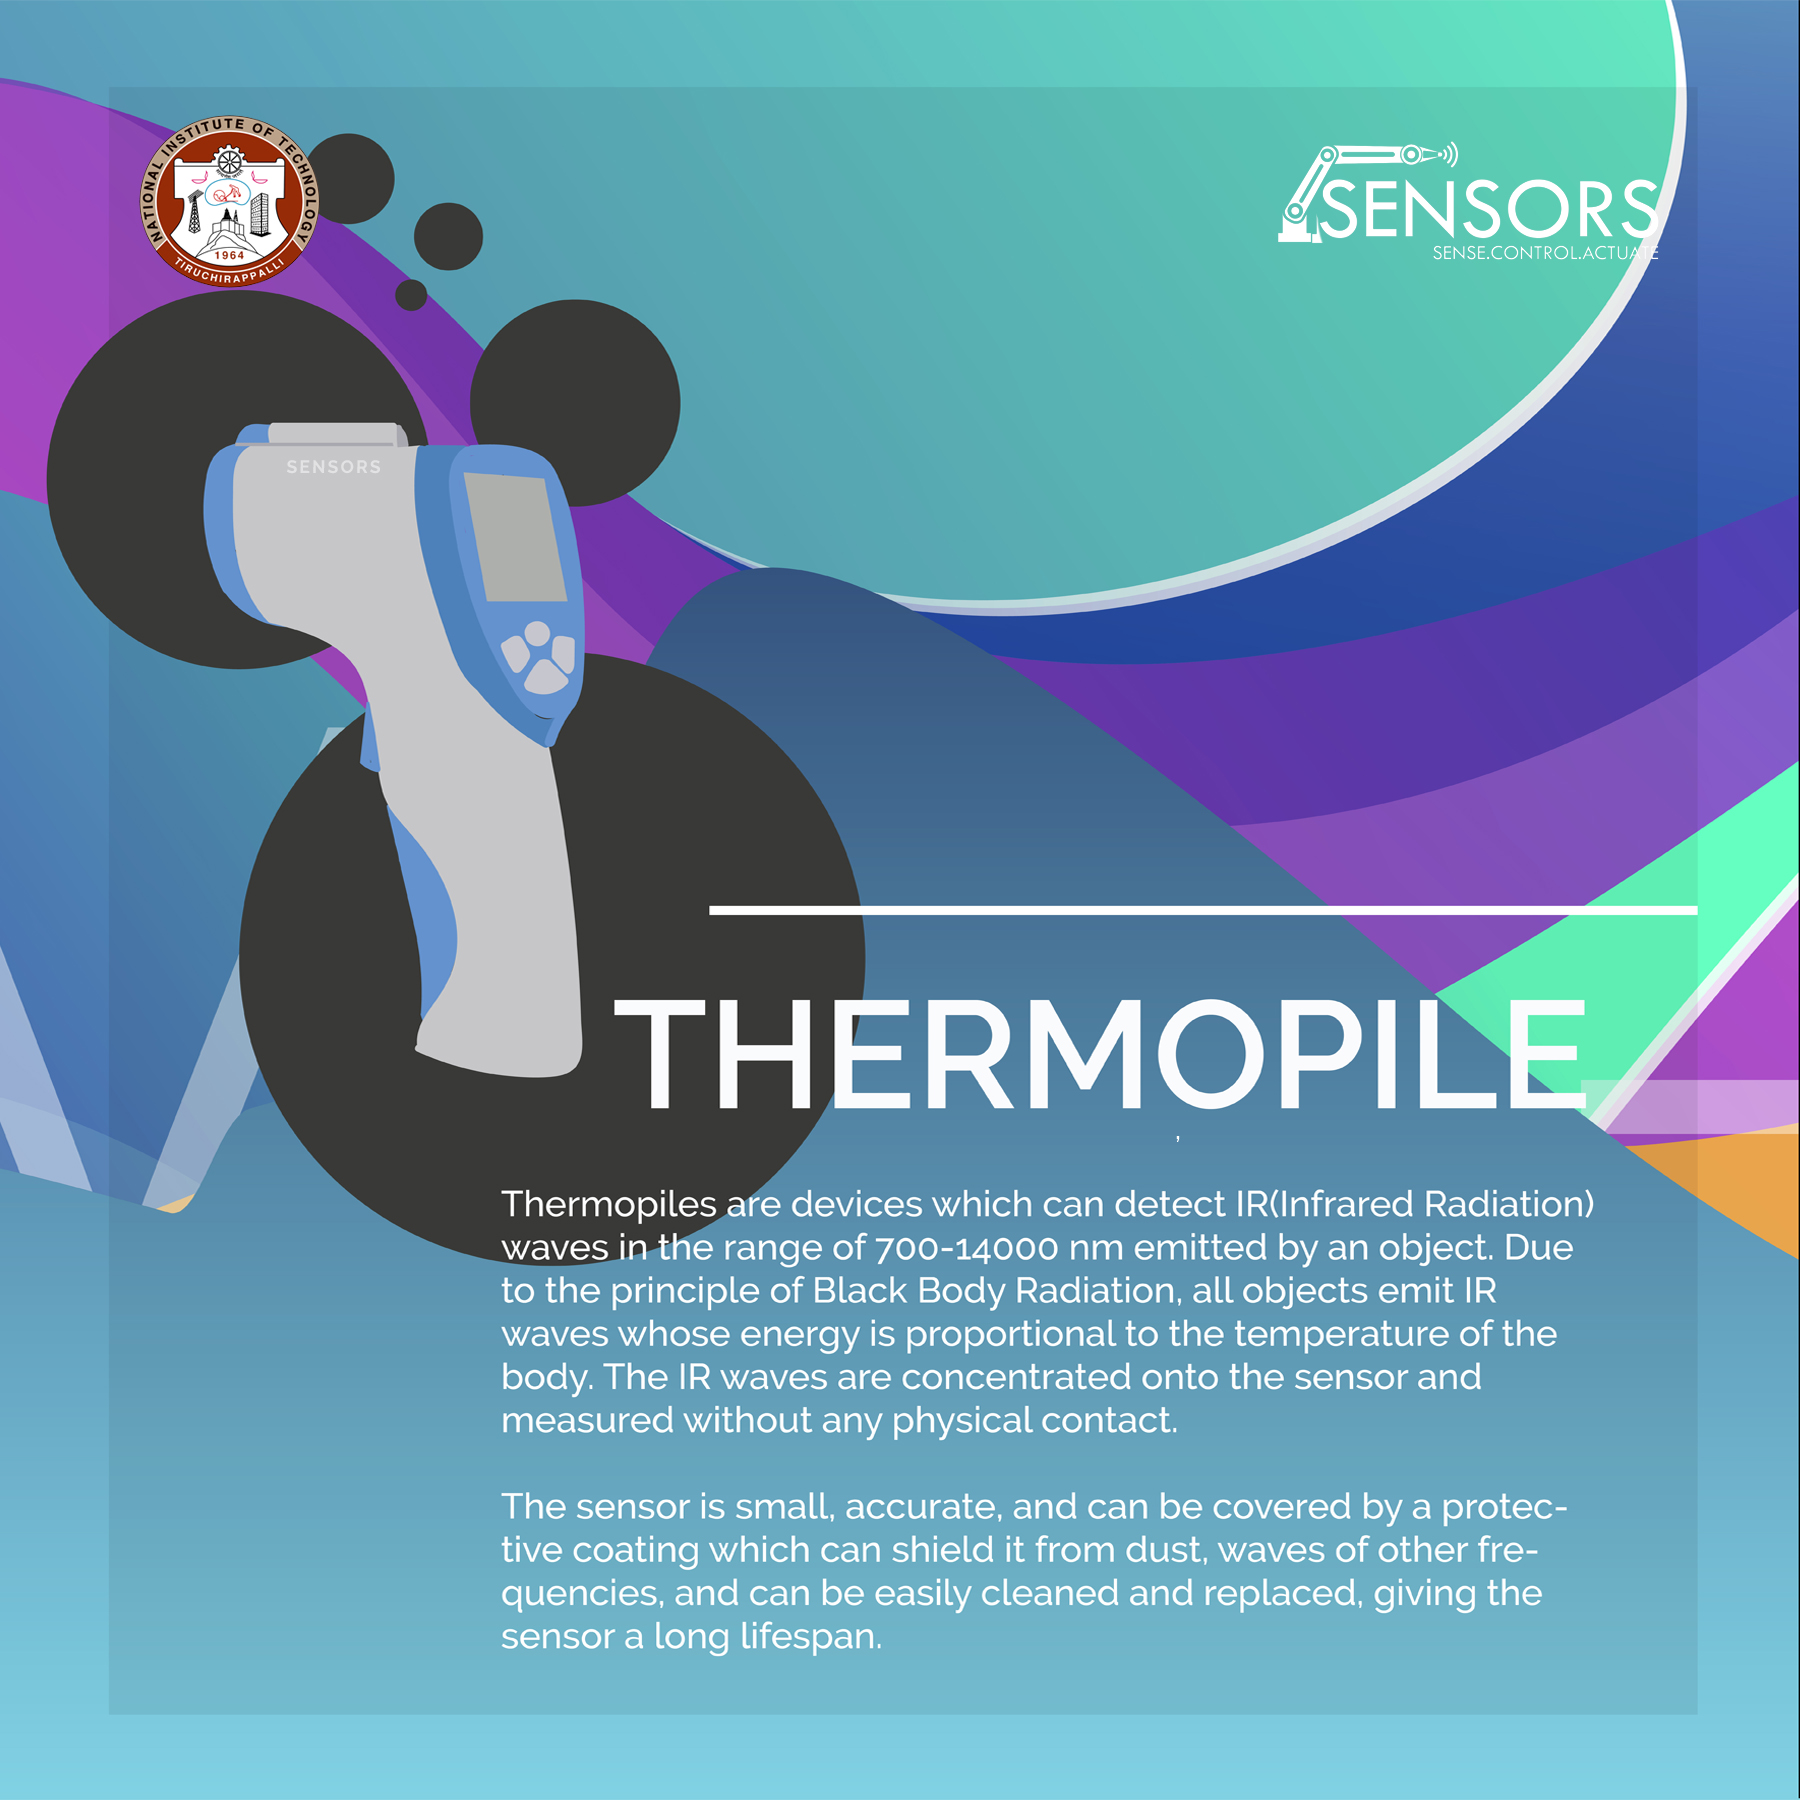 NATIONAL INSTITUTE OF TECHNOLOGY
1964
TIRUCHIRAPPALLI
SENSORS
SENSE.CONTROL.ACTUATE
SENSORS
THERMOPILE
,
Thermopiles are devices which can detect IR(Infrared Radiation)
waves in the range of 700-14000 nm emitted by an object. Due
to the principle of Black Body Radiation, all objects emit IR
waves whose energy is proportional to the temperature of the
body. The IR waves are concentrated onto the sensor and
measured without any physical contact.
The sensor is small, accurate, and can be covered by a protec-
tive coating which can shield it from dust, waves of other fre-
quencies, and can be easily cleaned and replaced, giving the
sensor a long lifespan.